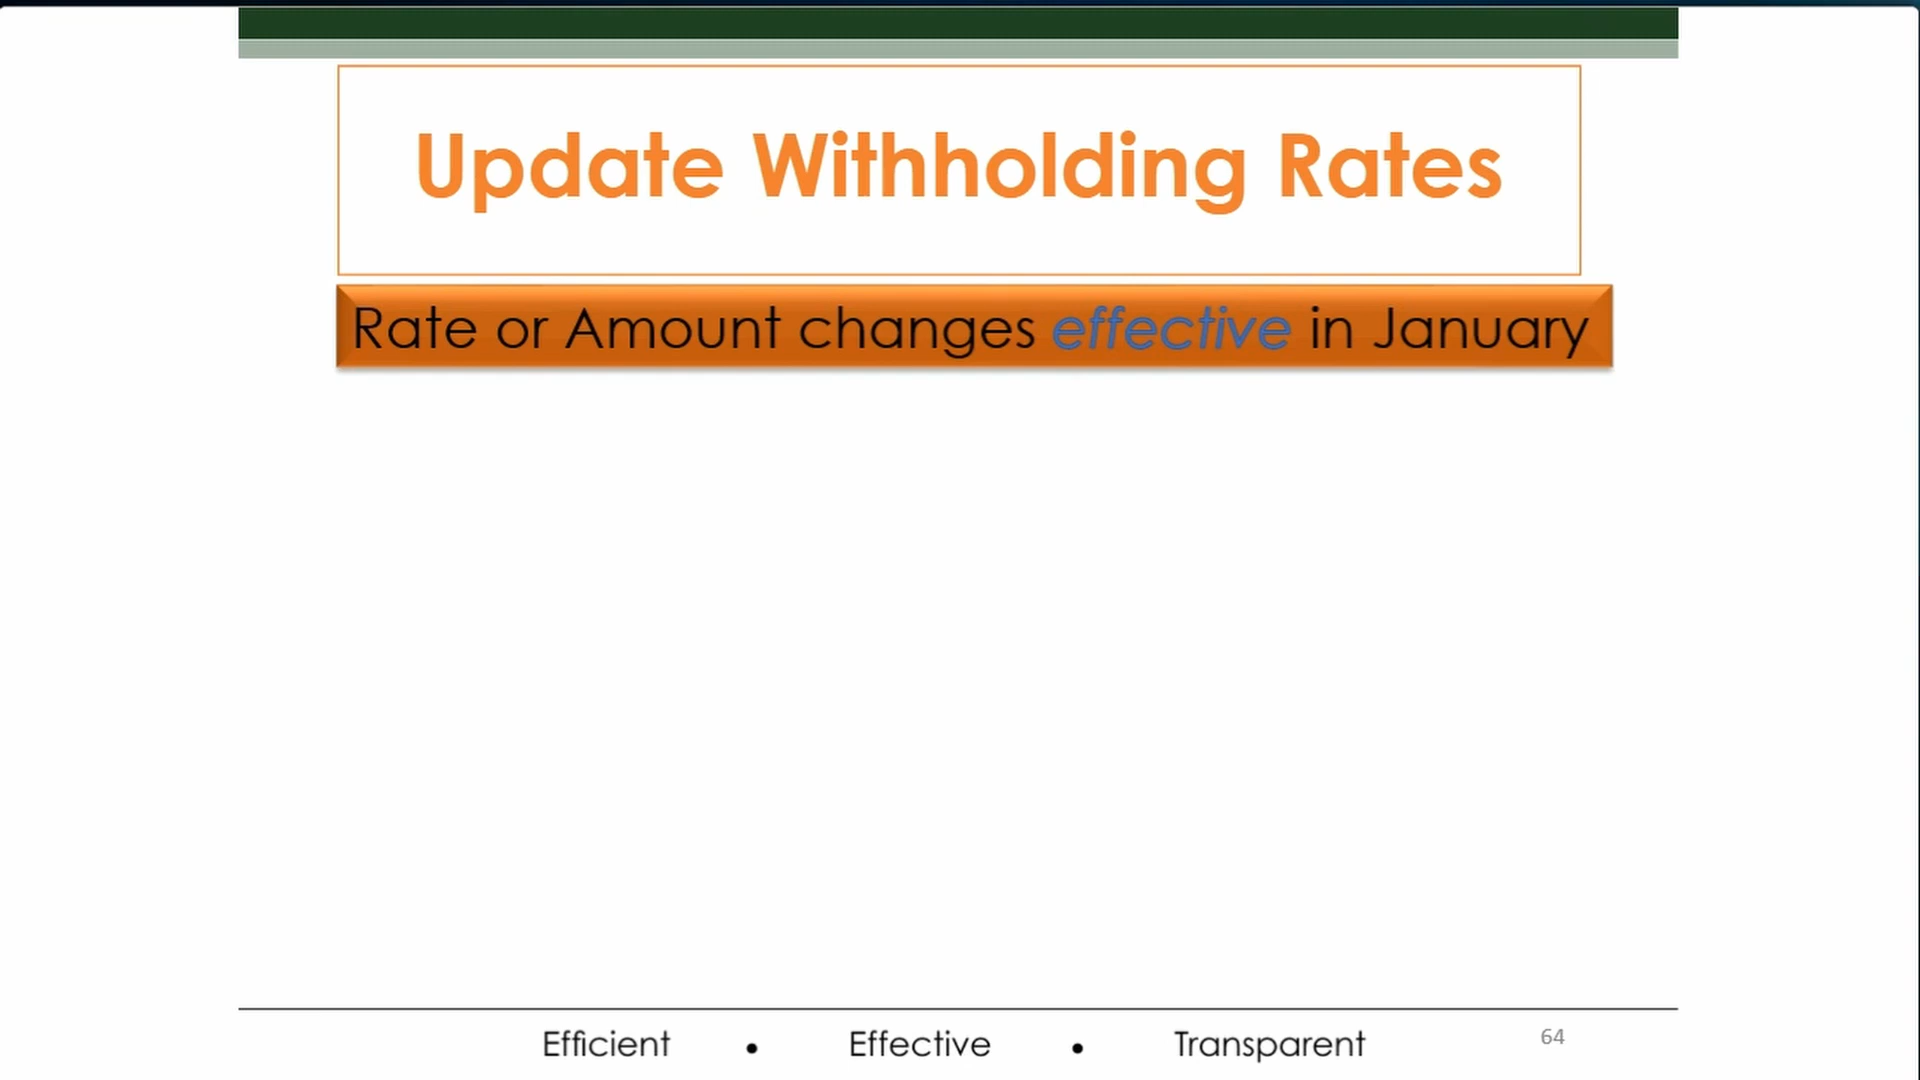 Update Withholding Rates
Rate or Amount changes effective in January
Efficient • Effective • Transparent 64